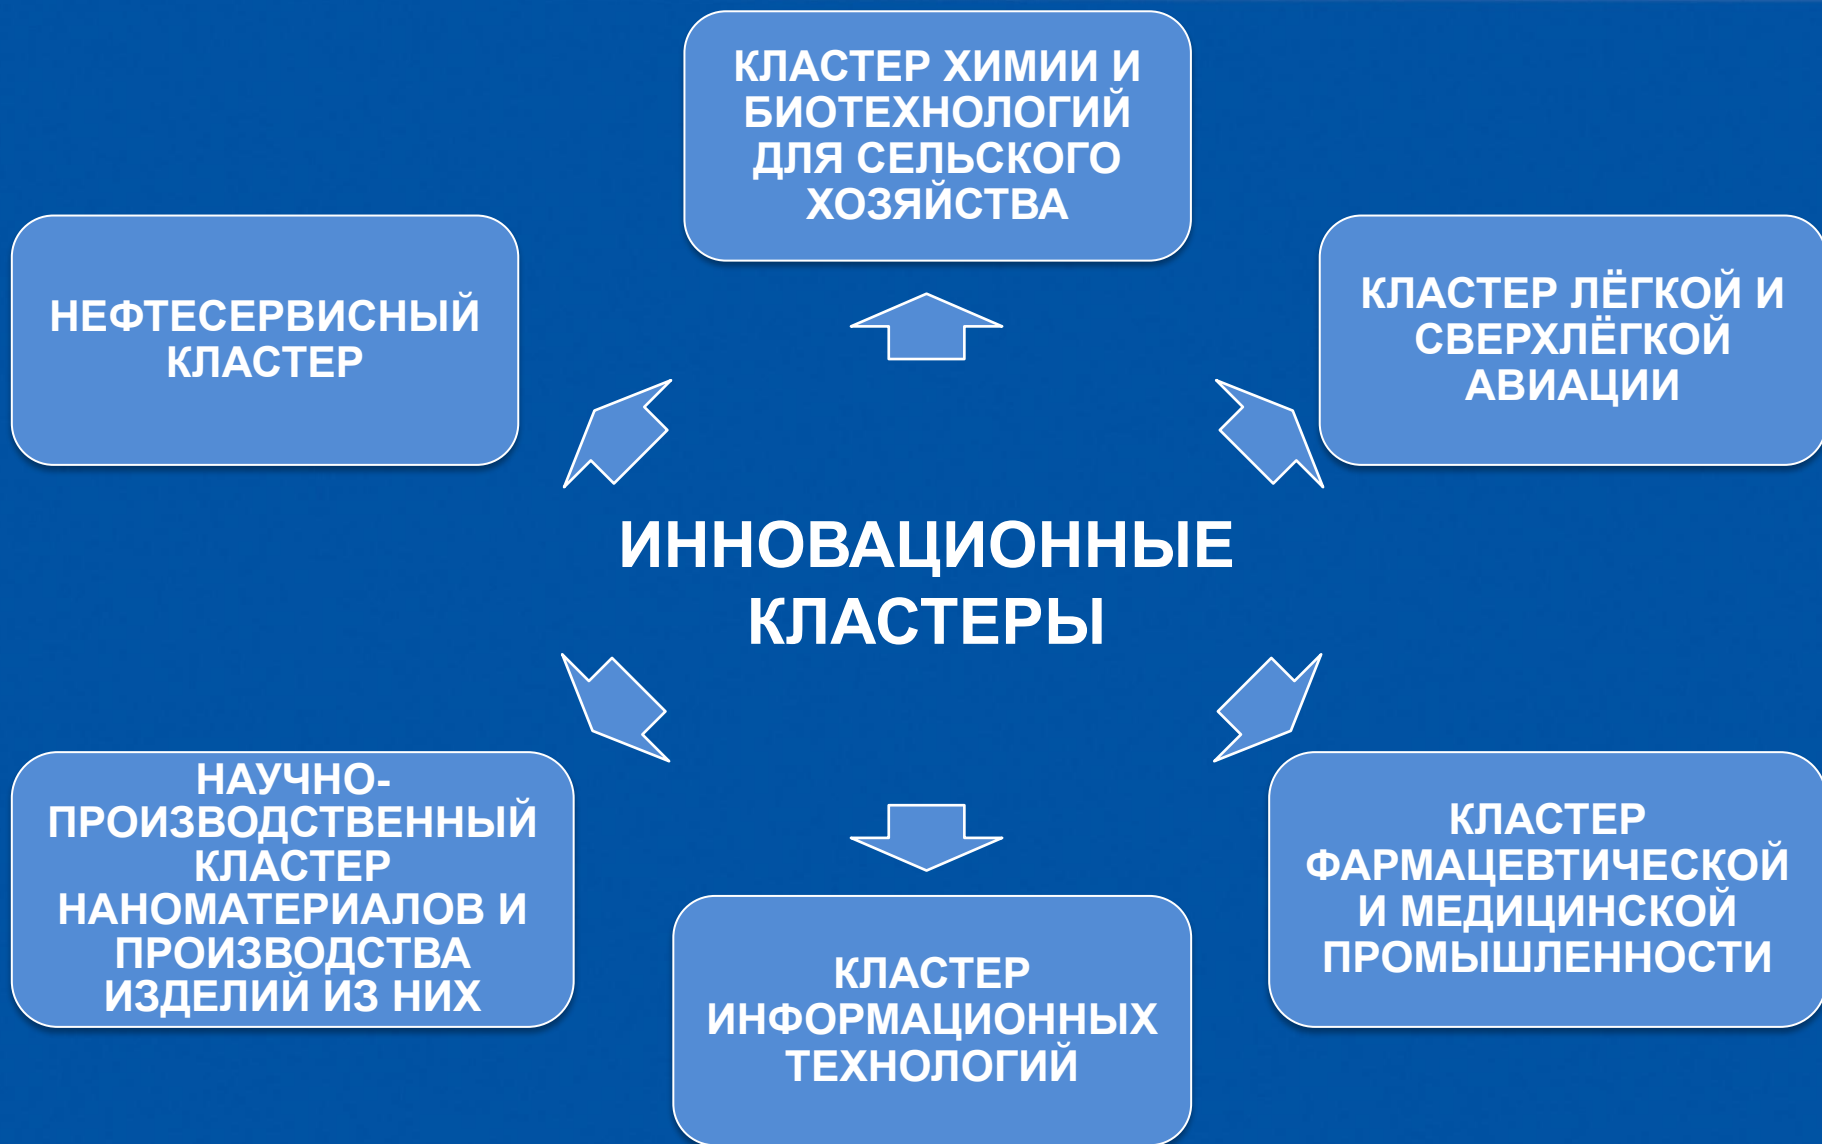 КЛАСТЕР ХИМИИ И
БИОТЕХНОЛОГИЙ
ДЛЯ СЕЛЬСКОГО
ХОЗЯЙСТВА
НЕФТЕСЕРВИСНЫЙ
КЛАСТЕР
КЛАСТЕР ЛЁГКОЙ И
СВЕРХЛЁГКОЙ
АВИАЦИИ
ИННОВАЦИОННЫЕ
КЛАСТЕРЫ
НАУЧНО-
ПРОИЗВОДСТВЕННЫЙ
КЛАСТЕР
НАНОМАТЕРИАЛОВ И
ПРОИЗВОДСТВА
ИЗДЕЛИЙ ИЗ НИХ
КЛАСТЕР
ИНФОРМАЦИОННЫХ
ТЕХНОЛОГИЙ
КЛАСТЕР
ФАРМАЦЕВТИЧЕСКОЙ
И МЕДИЦИНСКОЙ
ПРОМЫШЛЕННОСТИ